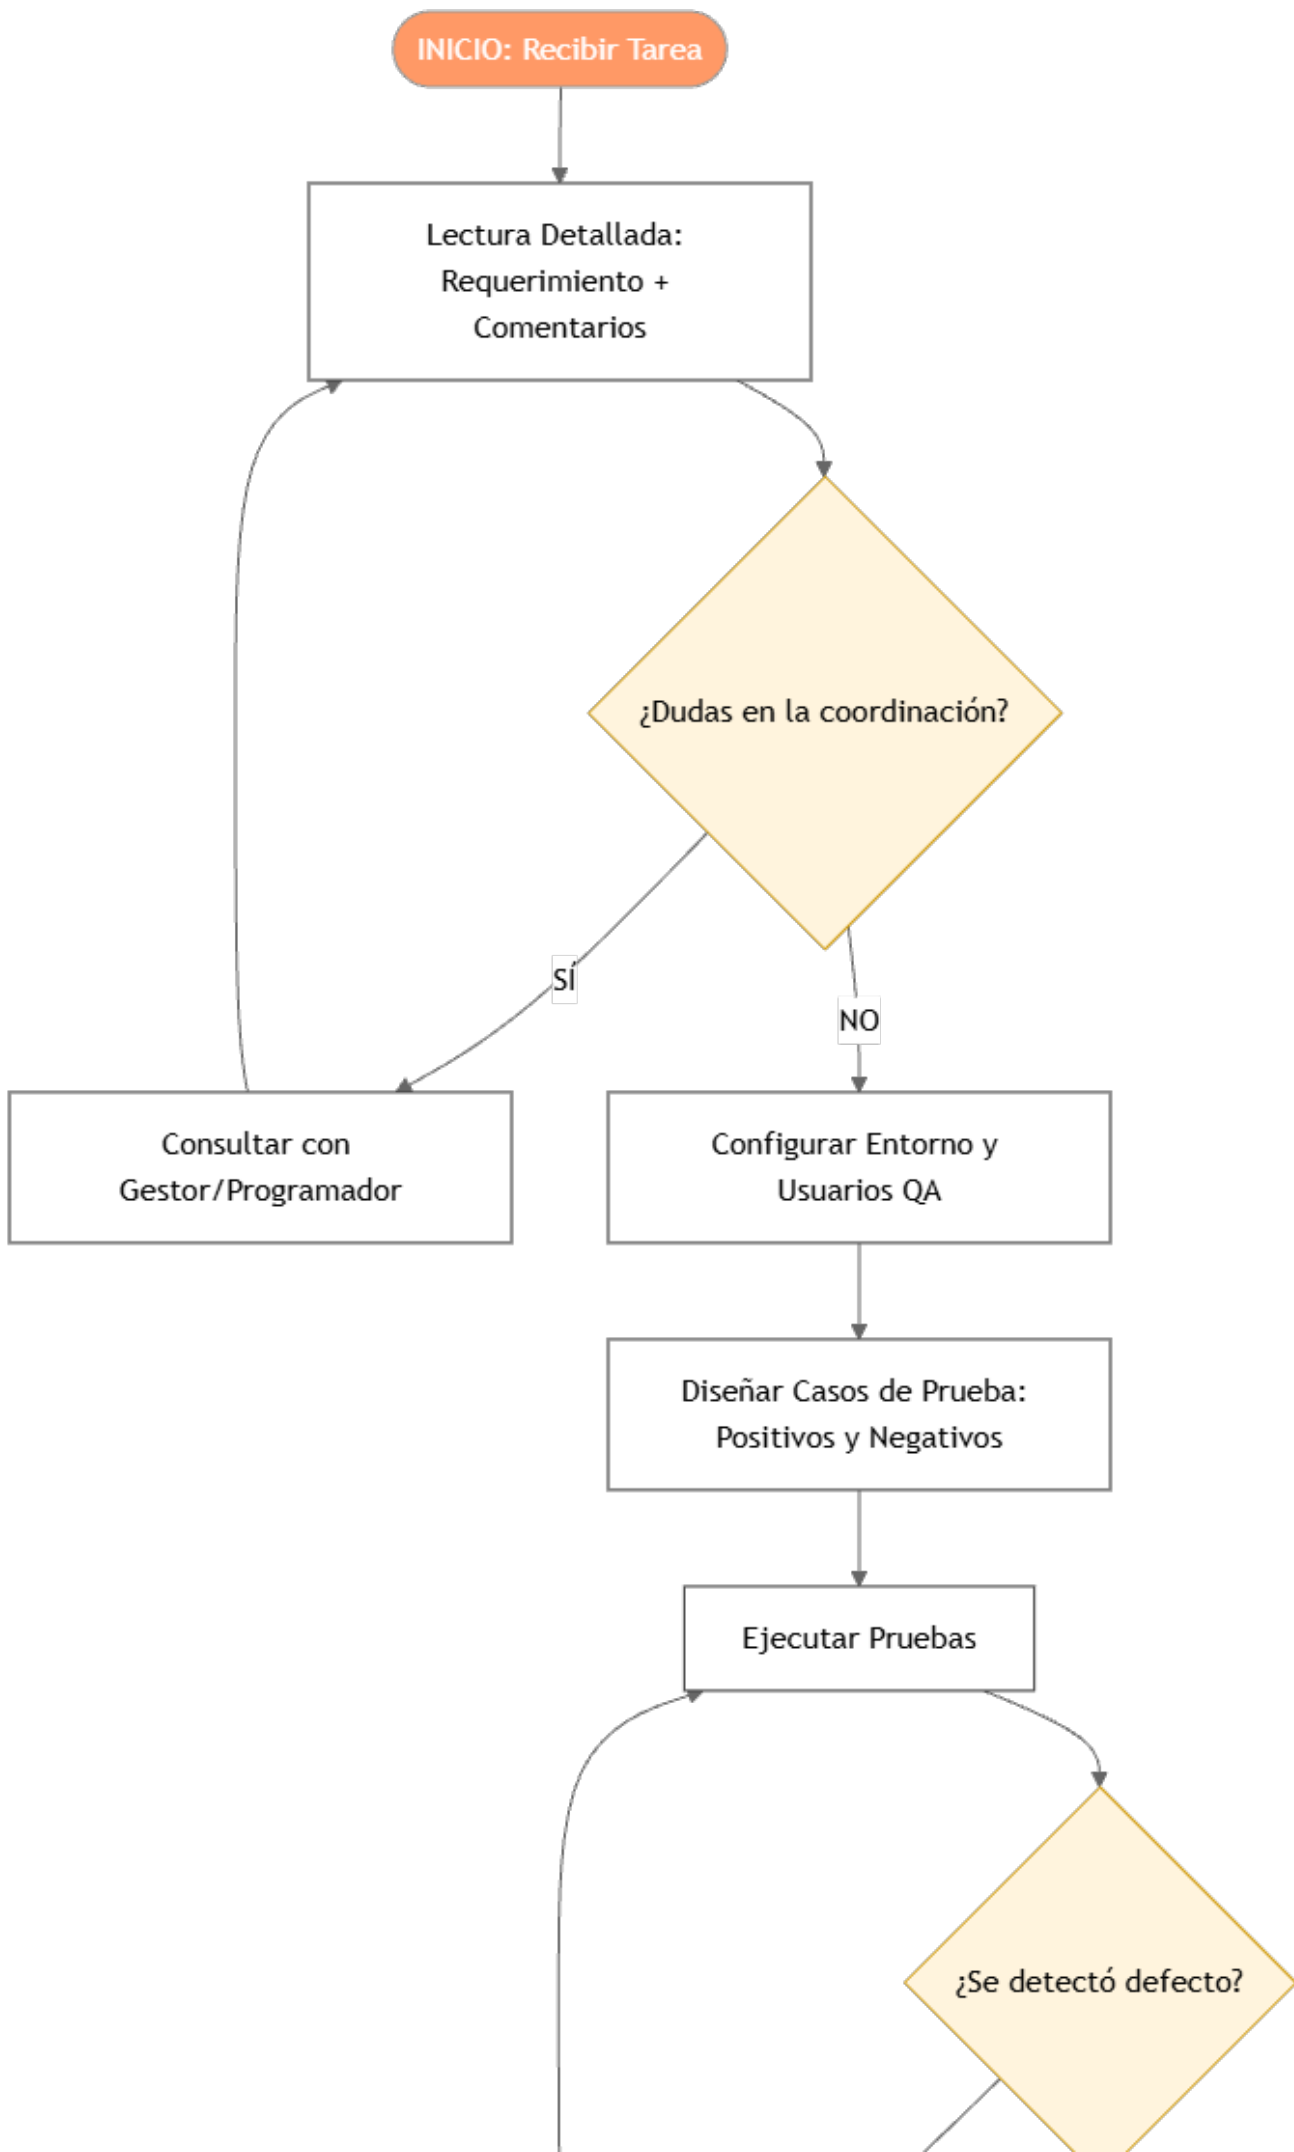 INICIO: Recibir Tarea
Lectura Detallada:
Requerimiento +
Comentarios
¿Dudas en la coordinación?
SÍ
NO
Consultar con
Gestor/Programador
Configurar Entorno y
Usuarios QA
Diseñar Casos de Prueba:
Positivos y Negativos
Ejecutar Pruebas
¿Se detectó defecto?